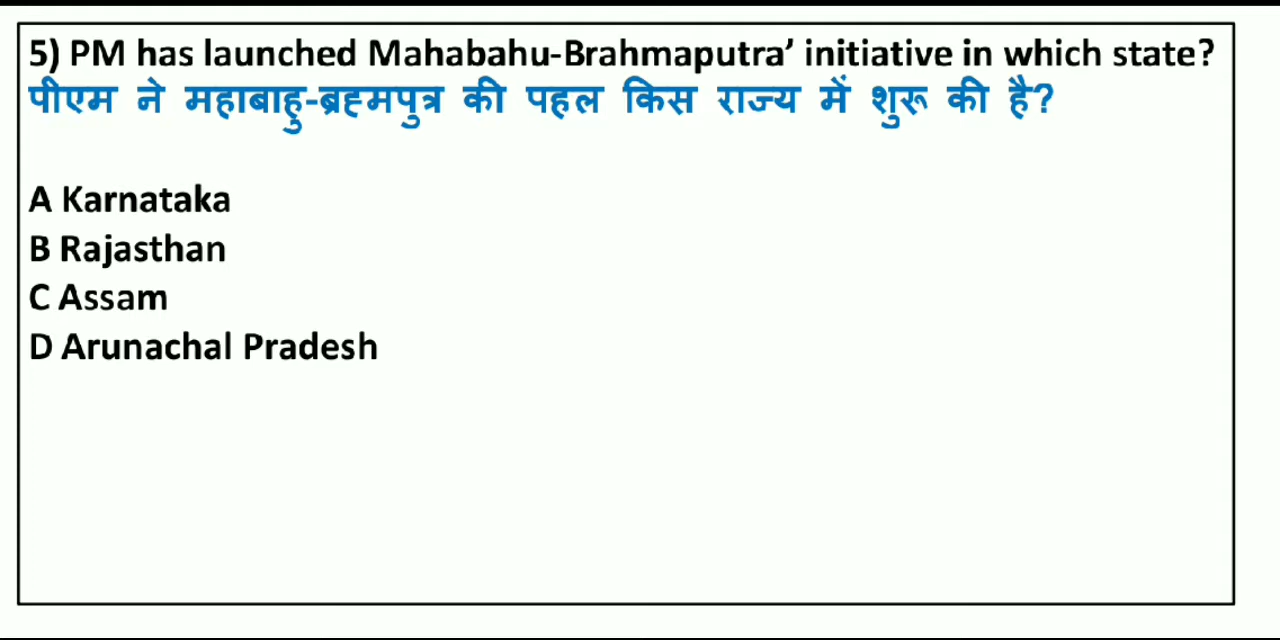 5) PM has launched Mahabahu-Brahmaputra’ initiative in which state?
पीएम ने महाबाहु-ब्रह्मपुत्र की पहल किस राज्य में शुरू की है?
A Karnataka
B Rajasthan
C Assam
D Arunachal Pradesh